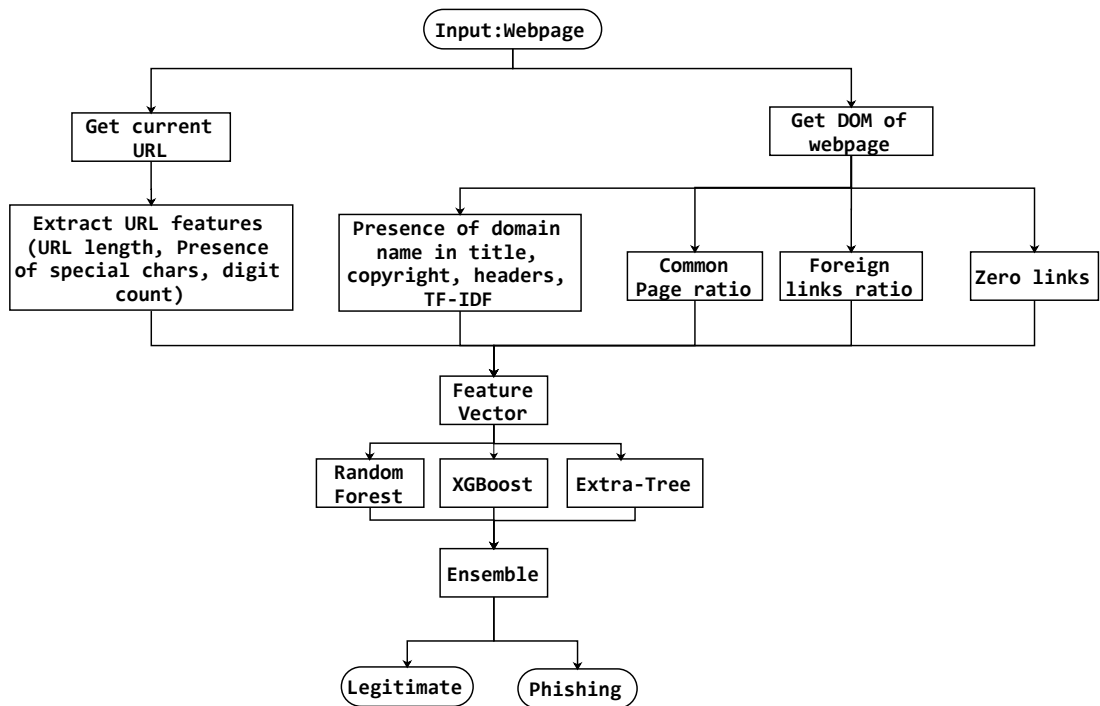 Input:Webpage
Get current
URL
Get DOM of
webpage
Extract URL features
(URL length, Presence
of special chars, digit
count)
Presence of domain
name in title,
copyright, headers,
TF-IDF
Common
Page ratio
Foreign
links ratio
Zero links
Feature
Vector
Random
Forest
XGBoost
Extra-Tree
Ensemble
Legitimate
Phishing